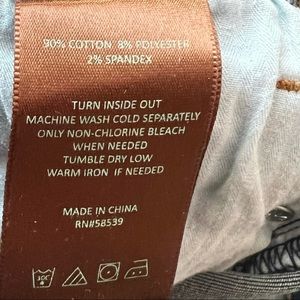 90% COTTON 8% POLYESTER
2% SPANDEX
TURN INSIDE OUT
MACHINE WASH COLD SEPARATELY
ONLY NON-CHLORINE BLEACH
WHEN NEEDED
TUMBLE DRY LOW
WARM IRON IF NEEDED
MADE IN CHINA
RN#58539